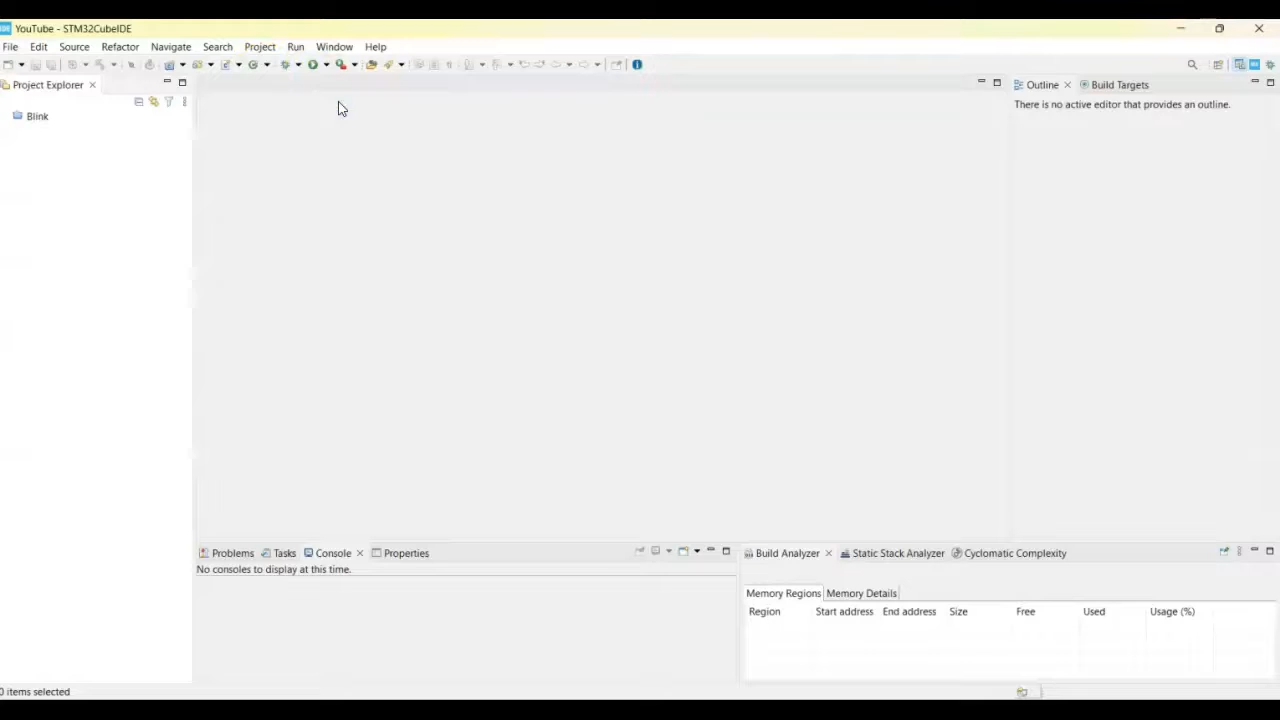 YouTube - STM32CubeIDE
File Edit Source Refactor Navigate Search Project Run Window Help
Project Explorer
Blink
Outline Build Targets
There is no active editor that provides an outline.
Problems Tasks Console Properties
No consoles to display at this time.
Build Analyzer Static Stack Analyzer Cyclomatic Complexity
Memory Regions Memory Details
Region Start address End address Size Free Used Usage (%)
0 items selected